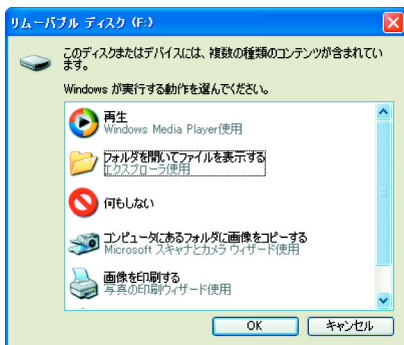 リムーバブル ディスク (F:)
このディスクまたはデバイスには、複数の種類のコンテンツが含まれてい
ます。
Windows が実行する動作を選んでください。
再生
Windows Media Player使用
フォルダを開いてファイルを表示する
エクスプローラ使用
何もしない
コンピュータにあるフォルダに画像をコピーする
Microsoft スキャナとカメラ ウィザード使用
画像を印刷する
写真の印刷ウィザード使用
OK
キャンセル